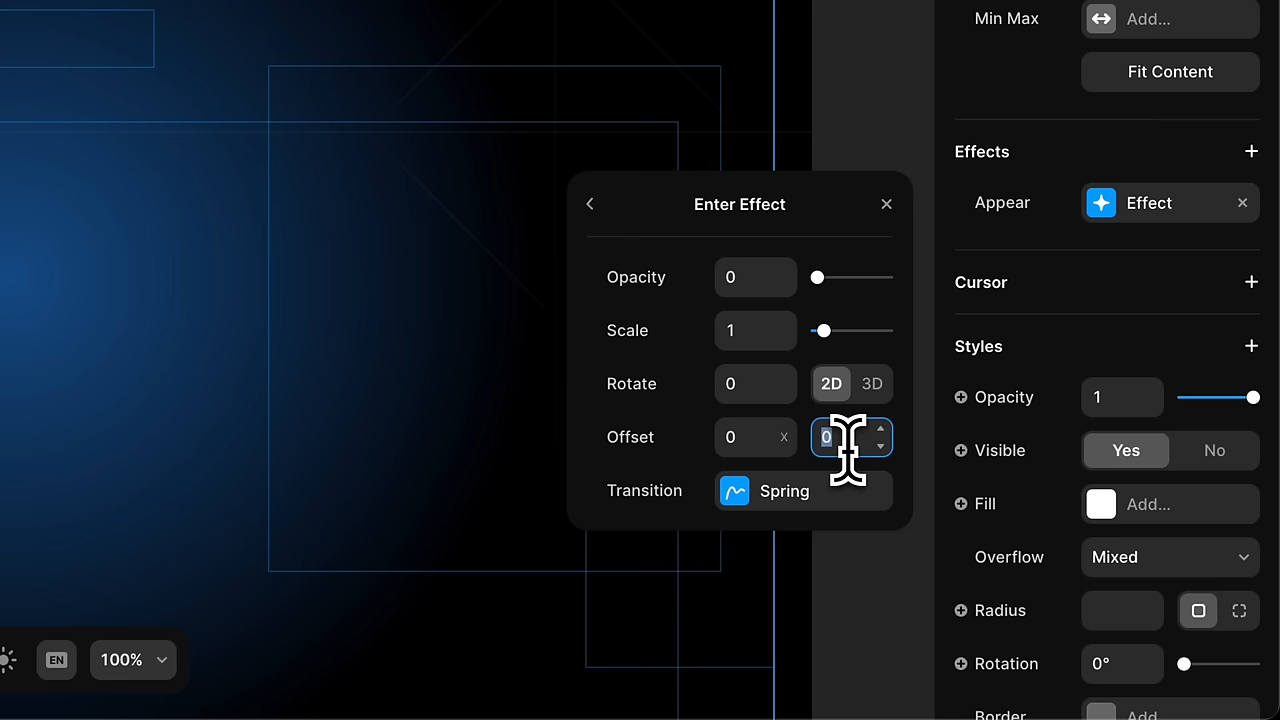 Min Max Add...
Fit Content
Effects
Appear Effect
Cursor
Styles
Opacity 1
Visible Yes No
Fill Add...
Overflow Mixed
Radius
Rotation 0°
Border Add...
Enter Effect
Opacity 0
Scale 1
Rotate 0 2D 3D
Offset 0 X 0
Transition Spring
EN 100%